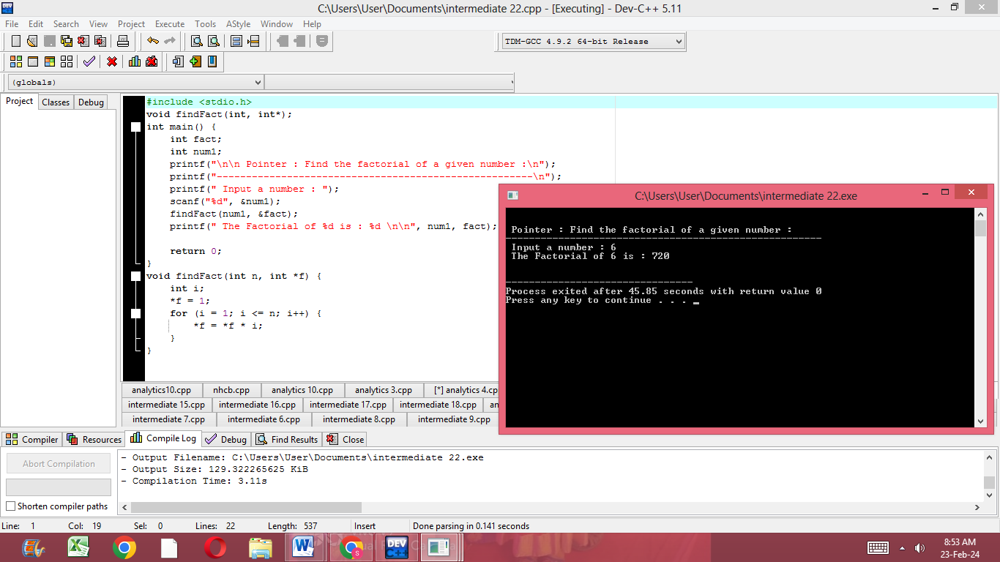 C:\Users\User\Documents\intermediate 22.cpp - [Executing] - Dev-C++ 5.11
File Edit Search View Project Execute Tools AStyle Window Help
TDM-GCC 4.9.2 64-bit Release
(globals)
Project Classes Debug
#include <stdio.h>
void findFact(int, int*);
int main() {
    int fact;
    int num1;
    printf("\n\n Pointer : Find the factorial of a given number :\n");
    printf("------------------------------------------------------\n");
    printf(" Input a number : ");
    scanf("%d", &num1);
    findFact(num1, &fact);
    printf(" The Factorial of %d is : %d \n\n", num1, fact);
    return 0;
}
void findFact(int n, int *f) {
    int i;
    *f = 1;
    for (i = 1; i <= n; i++) {
        *f = *f * i;
    }
}
C:\Users\User\Documents\intermediate 22.exe
Pointer : Find the factorial of a given number :
------------------------------------------------------
Input a number : 6
The Factorial of 6 is : 720
--------------------------------
Process exited after 45.85 seconds with return value 0
Press any key to continue . . . _
analytics10.cpp nhcb.cpp analytics 10.cpp analytics 3.cpp [*] analytics 4.cp
intermediate 15.cpp intermediate 16.cpp intermediate 17.cpp intermediate 18.cpp an
intermediate 7.cpp intermediate 6.cpp intermediate 8.cpp intermediate 9.cpp
Compiler Resources Compile Log Debug Find Results Close
Abort Compilation
Shorten compiler paths
- Output Filename: C:\Users\User\Documents\intermediate 22.exe
- Output Size: 129.322265625 KiB
- Compilation Time: 3.11s
Line: 1 Col: 19 Sel: 0 Lines: 22 Length: 537 Insert Done parsing in 0.141 seconds
DEV C++
8:53 AM
23-Feb-24